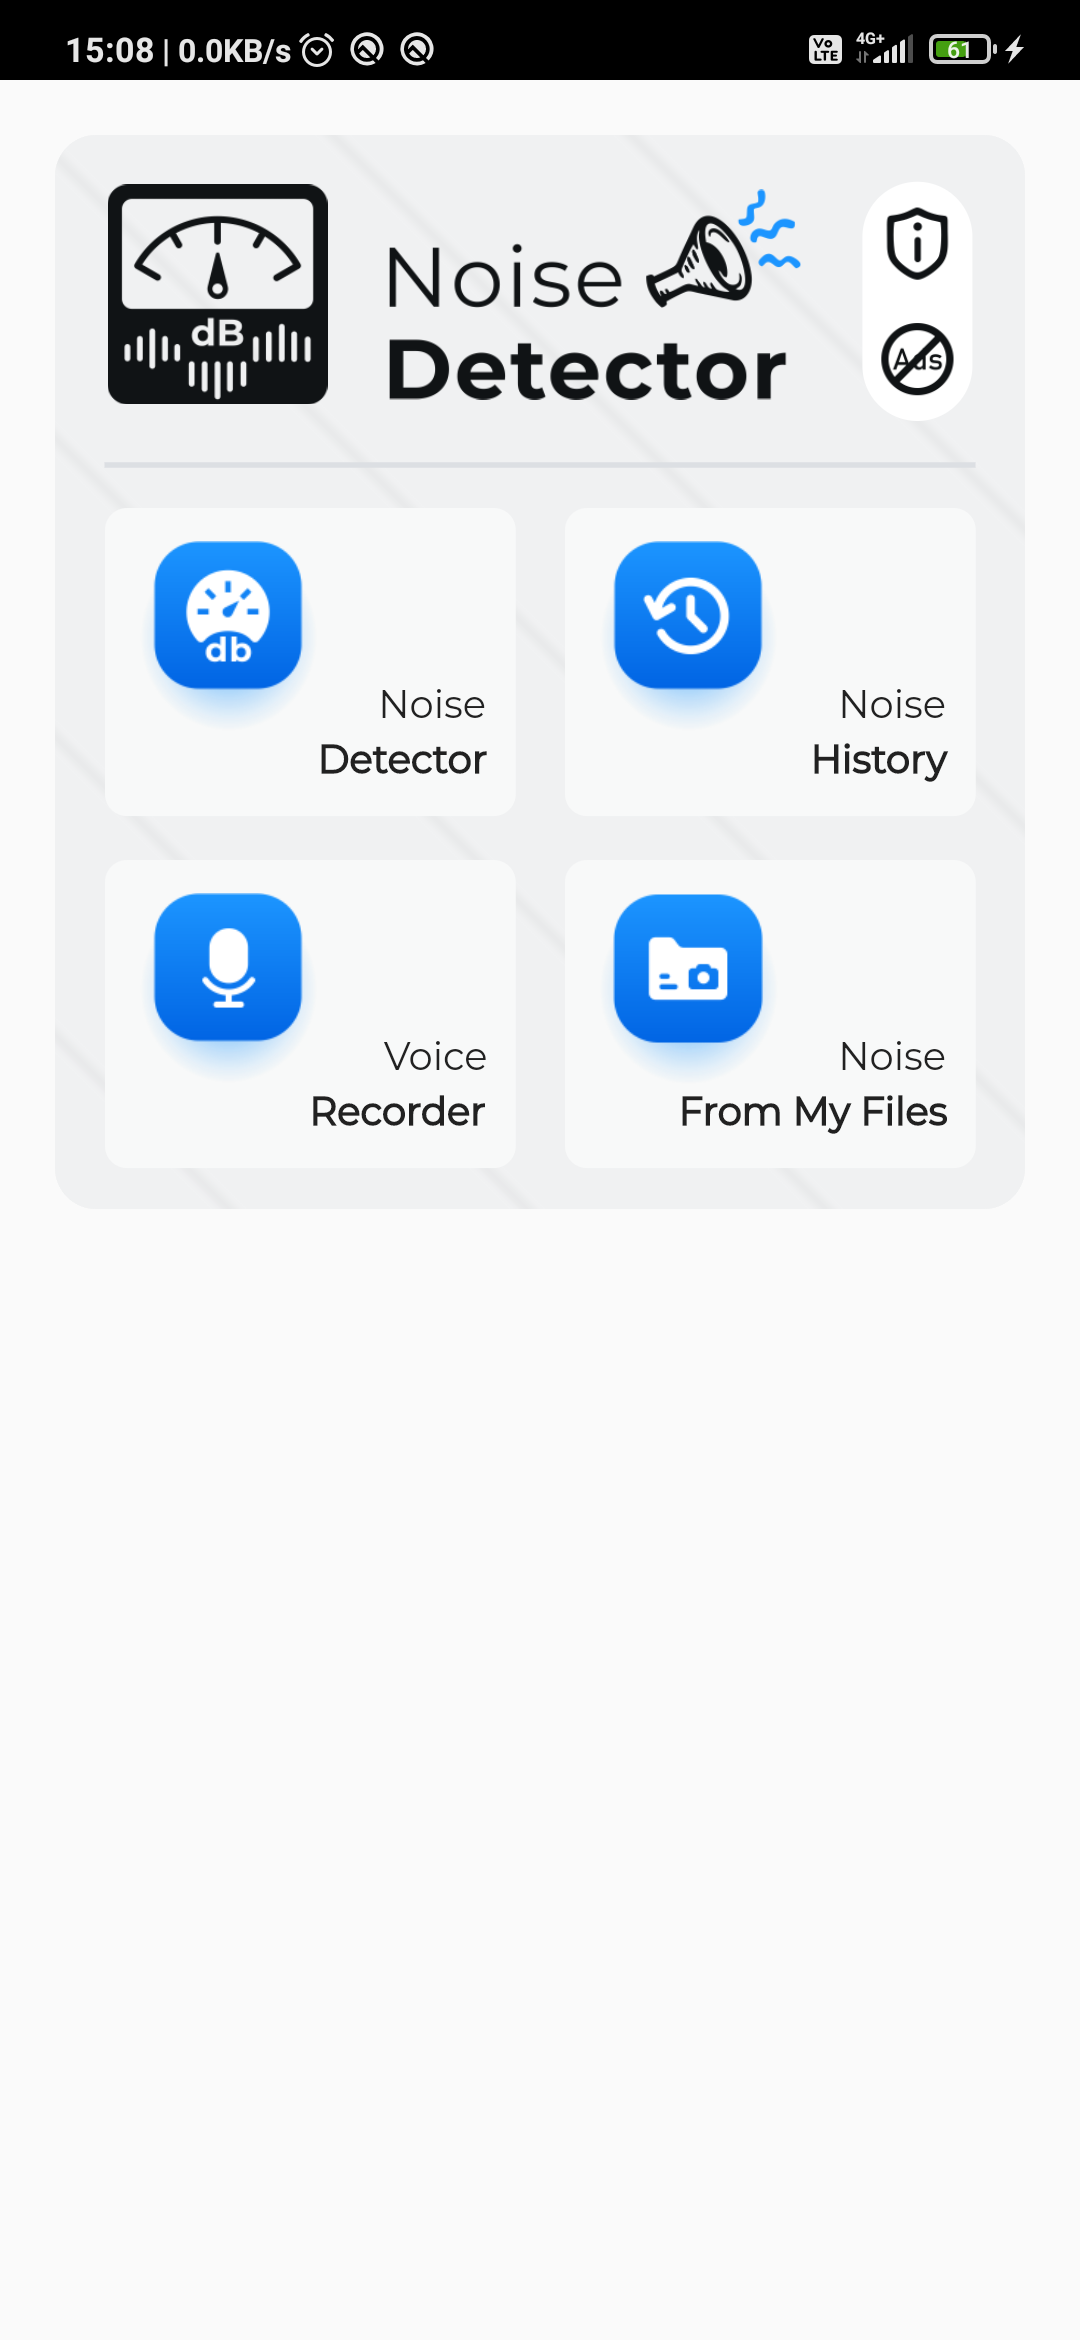 15:08 | 0.0KB/s
Vo LTE 4G+ 61
dB
Noise
Detector
Ads
db
Noise
Detector
Noise
History
Voice
Recorder
Noise
From My Files